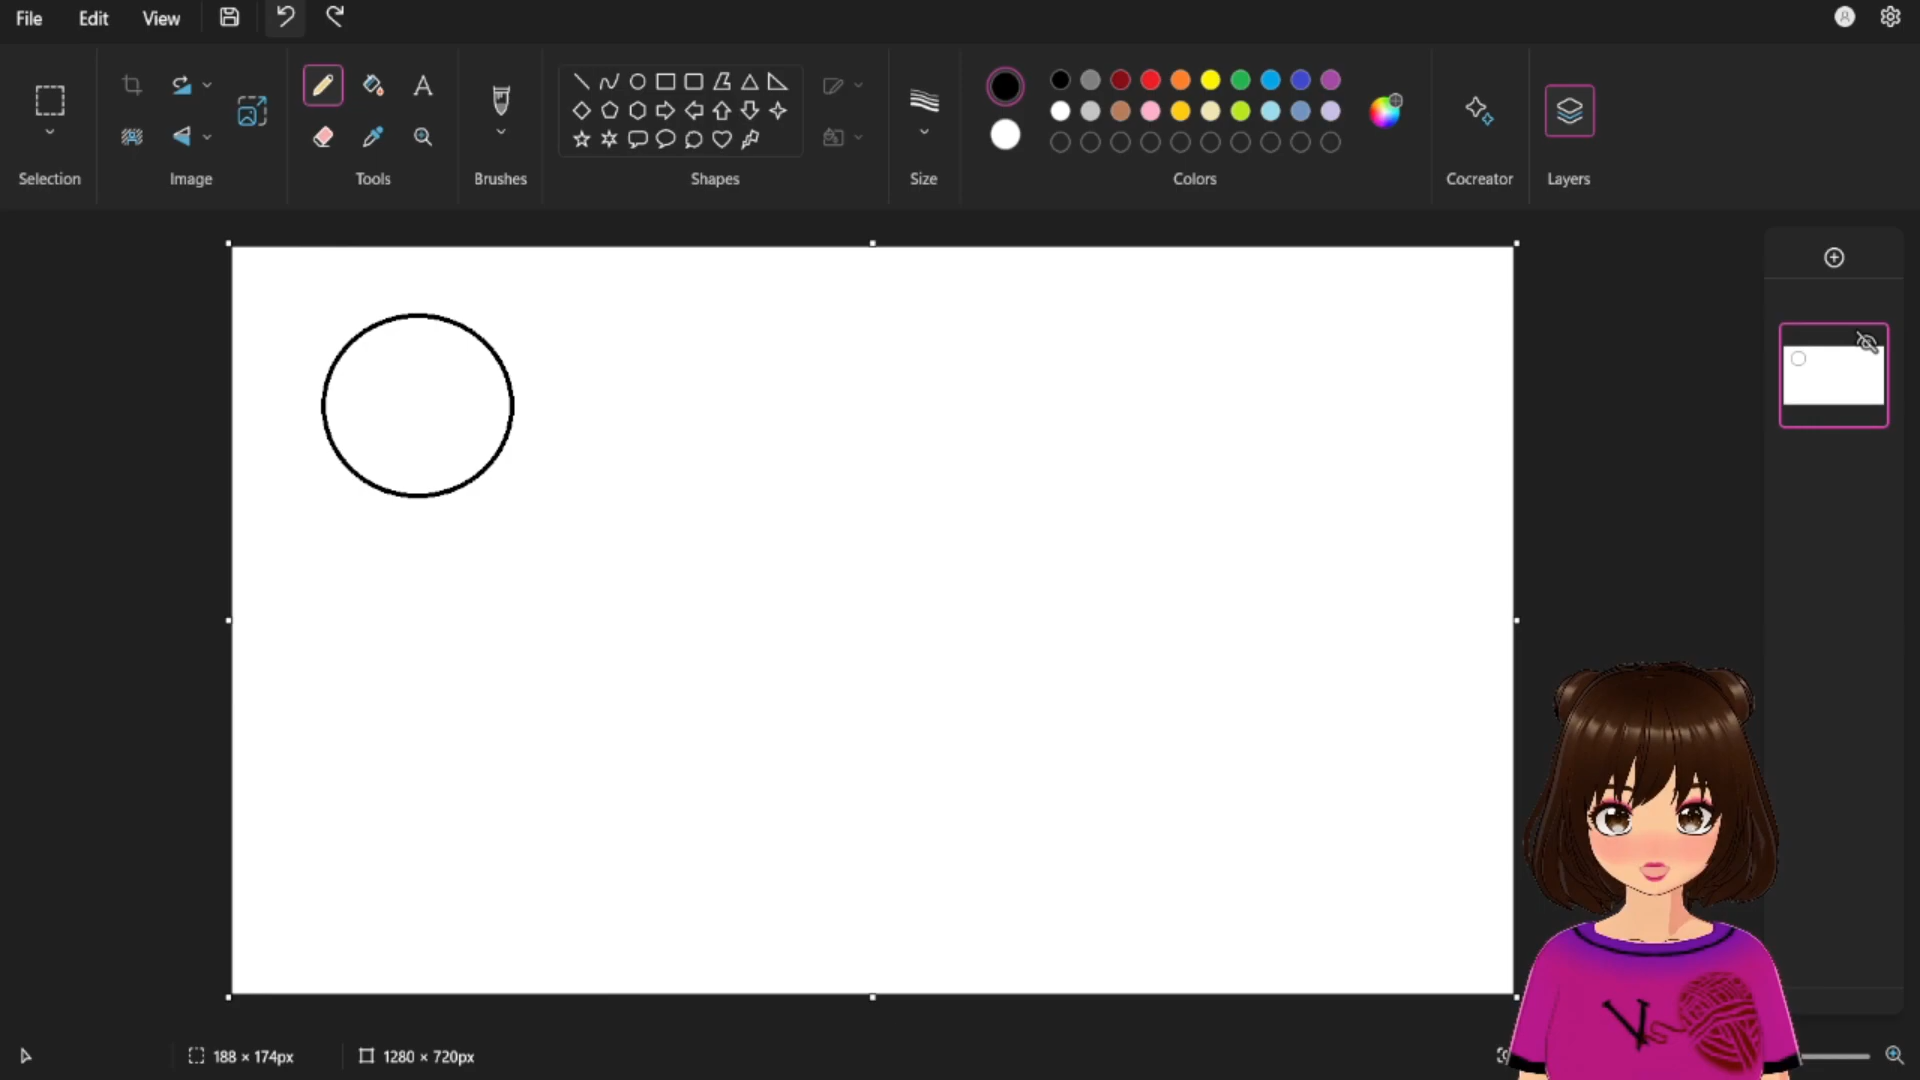 File Edit View
Selection Image Tools Brushes Shapes Size Colors Cocreator Layers
188 × 174px 1280 × 720px